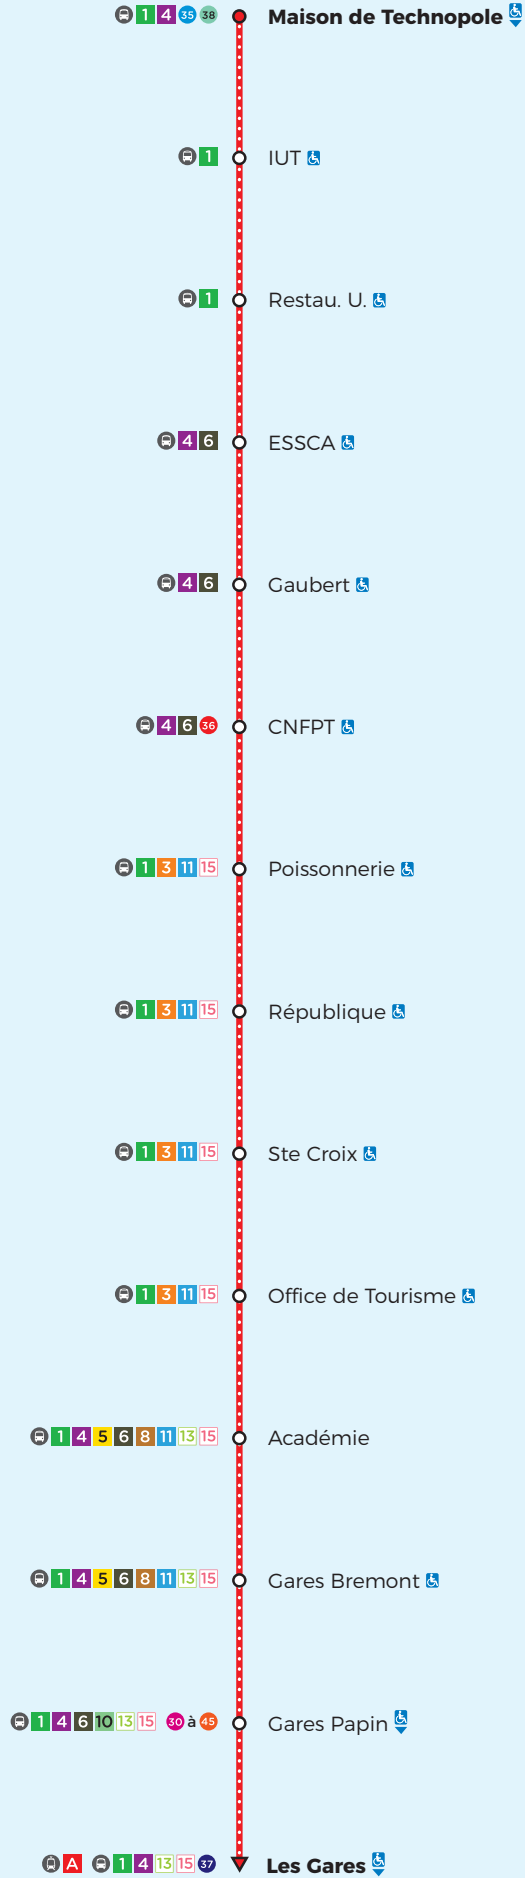 1 4 35 38 Maison de Technopole
1 IUT
1 Restau. U.
4 6 ESSCA
4 6 Gaubert
4 6 36 CNFPT
1 3 11 15 Poissonnerie
1 3 11 15 République
1 3 11 15 Ste Croix
1 3 11 15 Office de Tourisme
1 4 5 6 8 11 13 15 Académie
1 4 5 6 8 11 13 15 Gares Bremont
1 4 6 10 13 15 30 à 45 Gares Papin
A 1 4 13 15 37 Les Gares